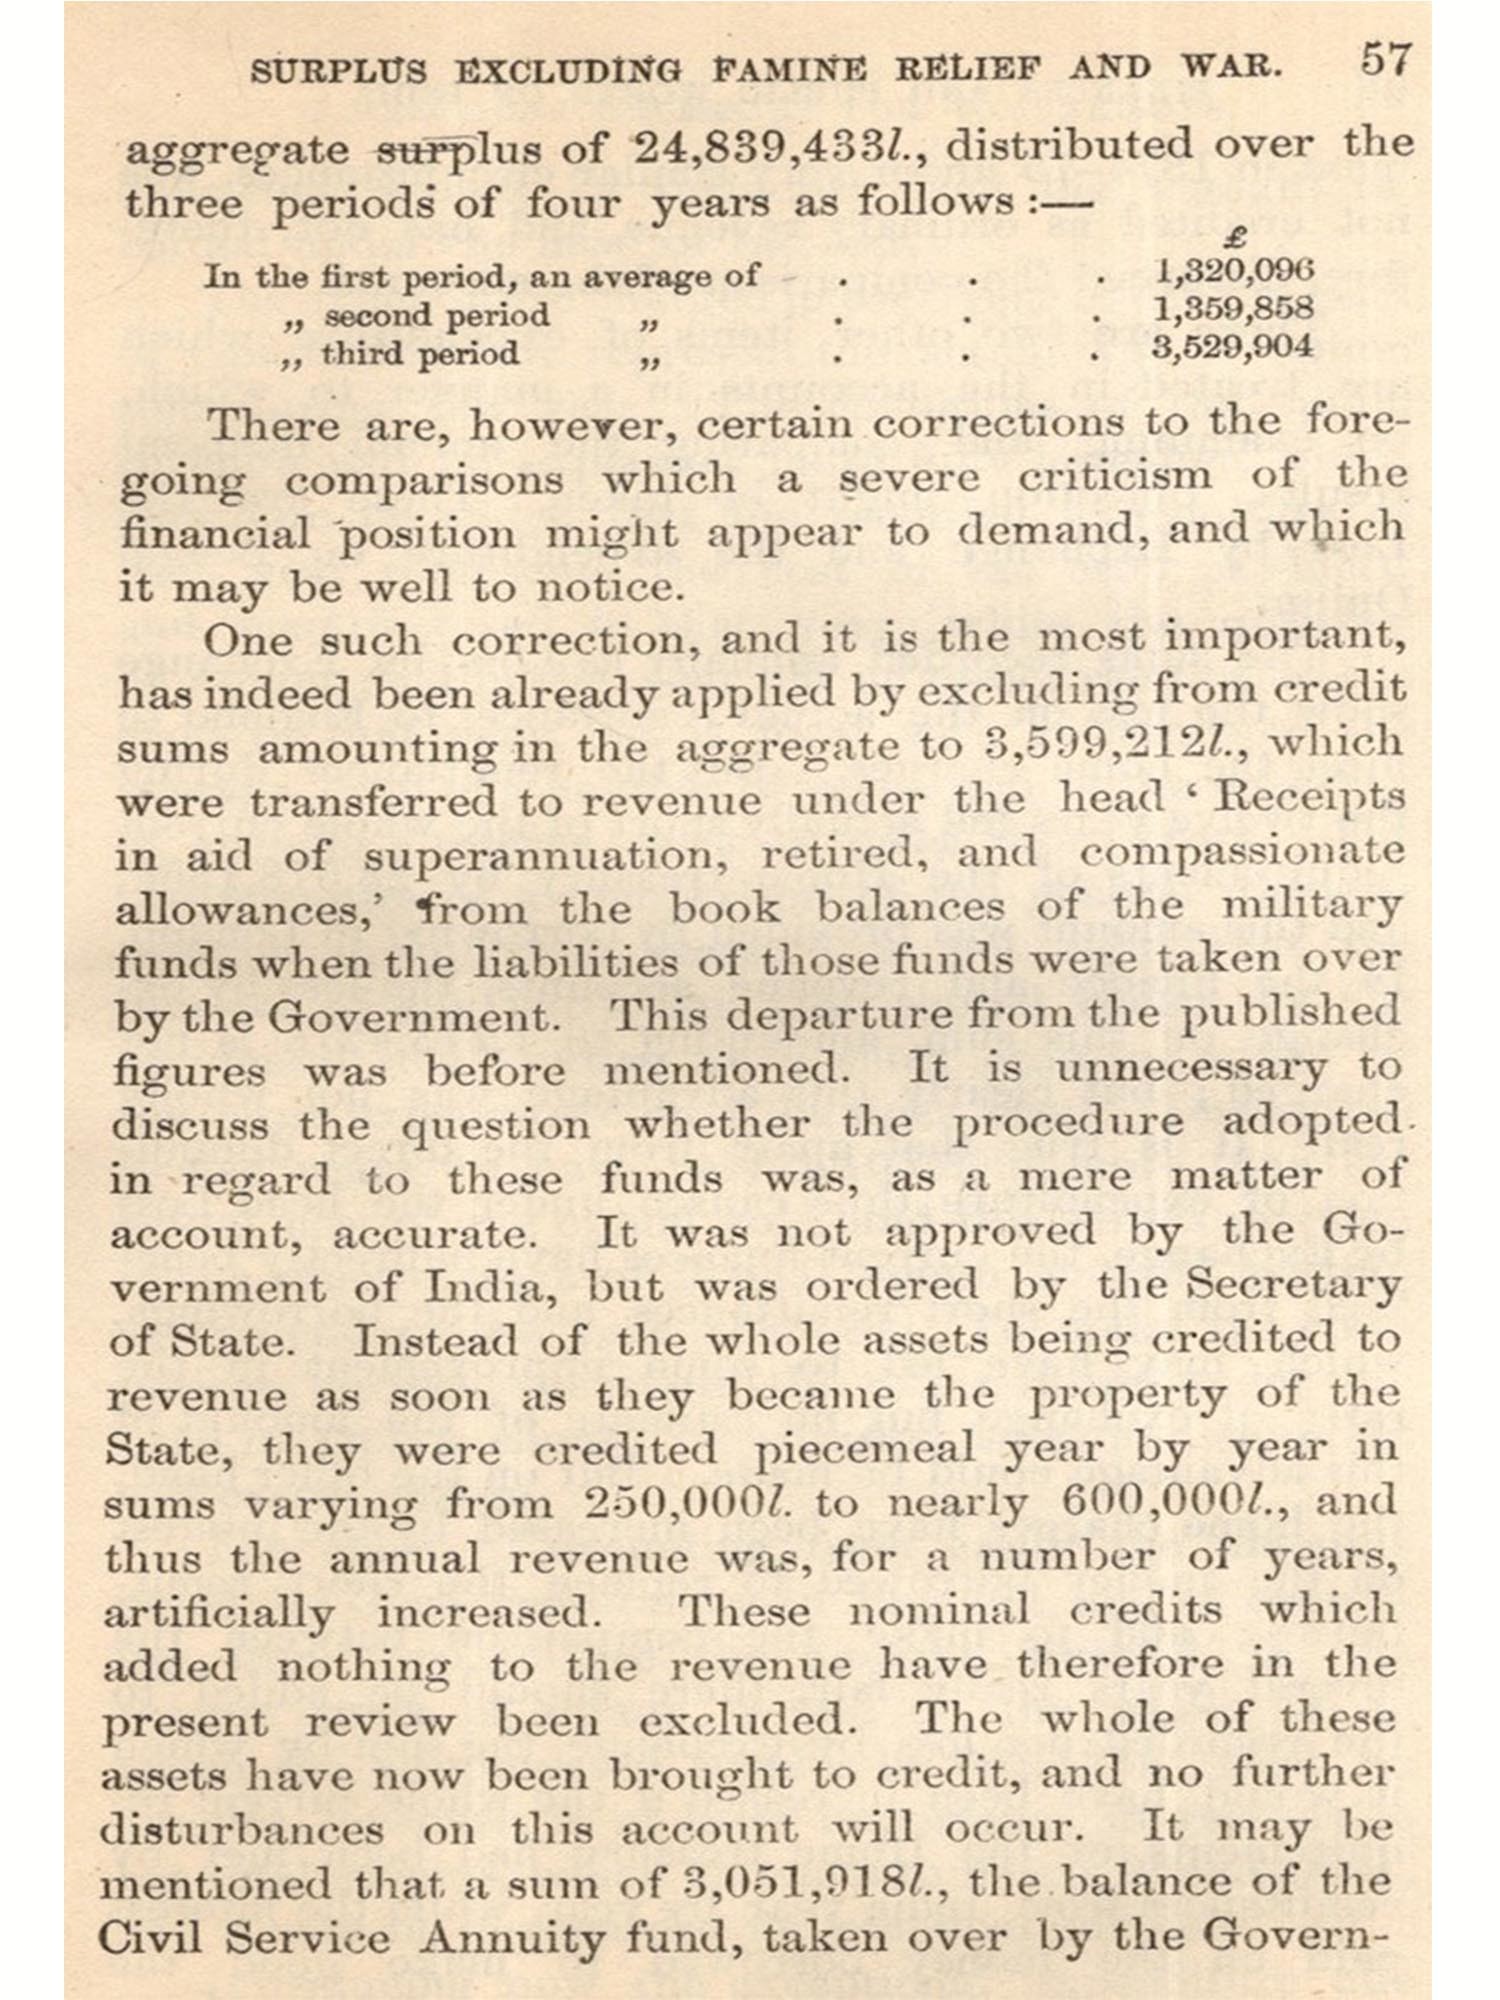 SURPLUS EXCLUDING FAMINE RELIEF AND WAR. 57
aggregate surplus of 24,839,433l., distributed over the
three periods of four years as follows :—
£
In the first period, an average of . . . 1,320,096
„ second period „ . . . 1,359,858
„ third period „ . . . 3,529,904
There are, however, certain corrections to the fore-
going comparisons which a severe criticism of the
financial position might appear to demand, and which
it may be well to notice.
One such correction, and it is the most important,
has indeed been already applied by excluding from credit
sums amounting in the aggregate to 3,599,212l., which
were transferred to revenue under the head ‘ Receipts
in aid of superannuation, retired, and compassionate
allowances,’ from the book balances of the military
funds when the liabilities of those funds were taken over
by the Government. This departure from the published
figures was before mentioned. It is unnecessary to
discuss the question whether the procedure adopted
in regard to these funds was, as a mere matter of
account, accurate. It was not approved by the Go-
vernment of India, but was ordered by the Secretary
of State. Instead of the whole assets being credited to
revenue as soon as they became the property of the
State, they were credited piecemeal year by year in
sums varying from 250,000l. to nearly 600,000l., and
thus the annual revenue was, for a number of years,
artificially increased. These nominal credits which
added nothing to the revenue have therefore in the
present review been excluded. The whole of these
assets have now been brought to credit, and no further
disturbances on this account will occur. It may be
mentioned that a sum of 3,051,918l., the balance of the
Civil Service Annuity fund, taken over by the Govern-